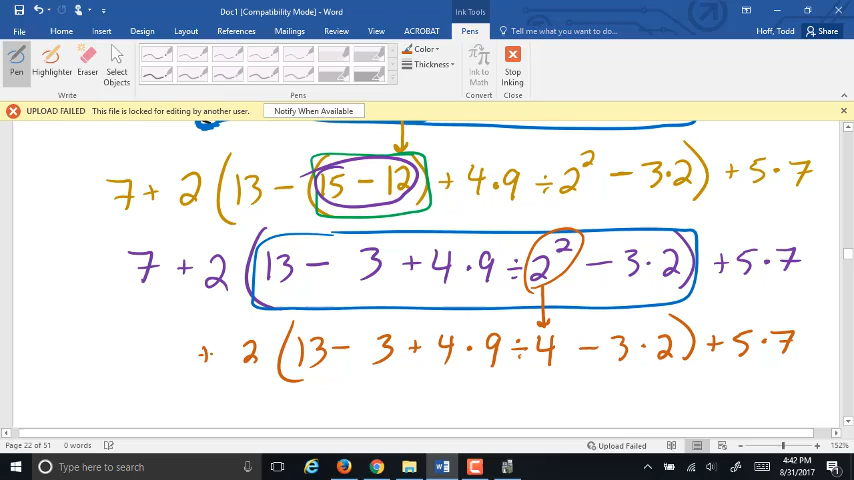 Doc1 [Compatibility Mode] - Word
Ink Tools
Hoff, Todd
File Home Insert Design Layout References Mailings Review View ACROBAT Pens Tell me what you want to do... Share
Pen Highlighter Eraser Select Objects
Color
Thickness
Ink to Math
Stop Inking
Write Pens Convert Close
UPLOAD FAILED This file is locked for editing by another user. Notify When Available
7 + 2 (13 - (15 - 12) + 4 · 9 ÷ 2² - 3 · 2) + 5 · 7
7 + 2 (13 - 3 + 4 · 9 ÷ 2² - 3 · 2) + 5 · 7
+ 2 (13 - 3 + 4 · 9 ÷ 4 - 3 · 2) + 5 · 7
Page 22 of 51 0 words Upload Failed 152%
Type here to search
4:42 PM
8/31/2017